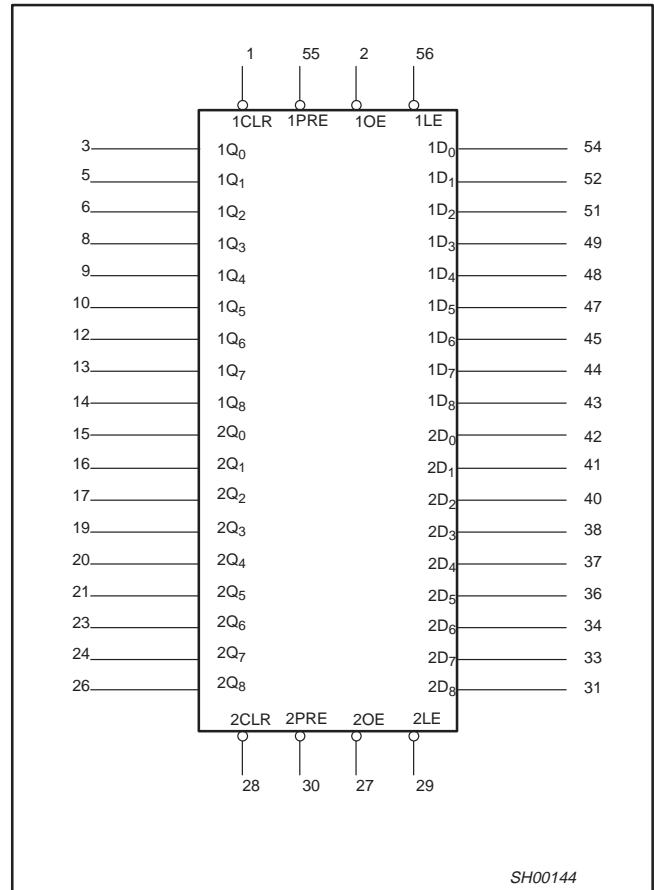 1 55 2 56
1CLR 1PRE 1OE 1LE
3 1Q0 1D0 54
5 1Q1 1D1 52
6 1Q2 1D2 51
8 1Q3 1D3 49
9 1Q4 1D4 48
10 1Q5 1D5 47
12 1Q6 1D6 45
13 1Q7 1D7 44
14 1Q8 1D8 43
15 2Q0 2D0 42
16 2Q1 2D1 41
17 2Q2 2D2 40
19 2Q3 2D3 38
20 2Q4 2D4 37
21 2Q5 2D5 36
23 2Q6 2D6 34
24 2Q7 2D7 33
26 2Q8 2D8 31
2CLR 2PRE 2OE 2LE
28 30 27 29
SH00144